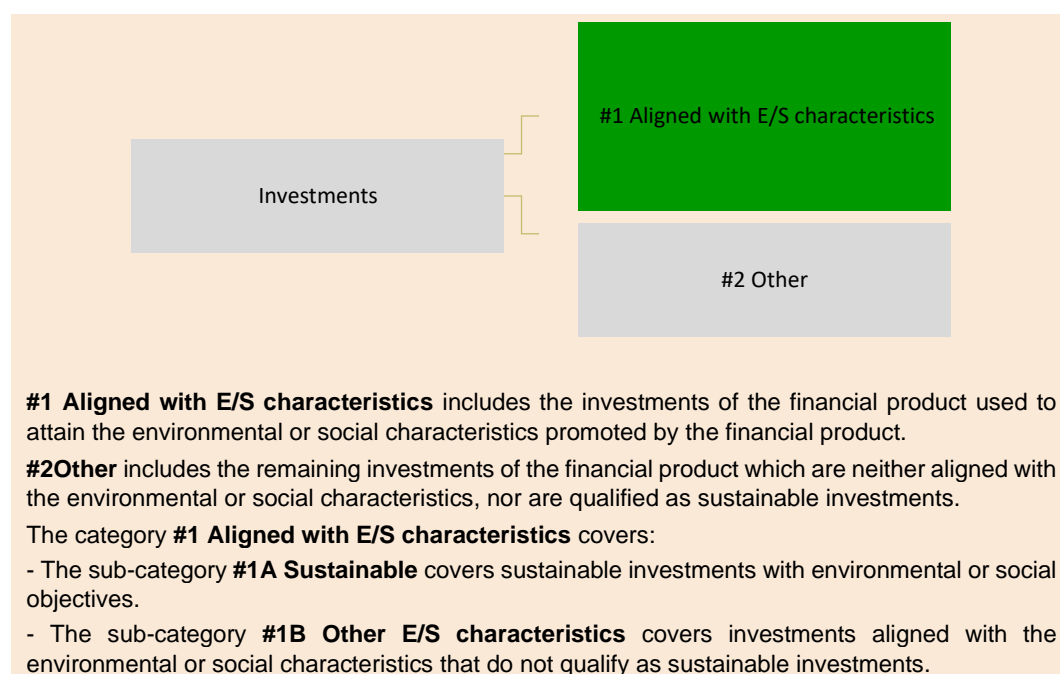 #1 Aligned with E/S characteristics
Investments
#2 Other
#1 Aligned with E/S characteristics includes the investments of the financial product used to
attain the environmental or social characteristics promoted by the financial product.
#2Other includes the remaining investments of the financial product which are neither aligned with
the environmental or social characteristics, nor are qualified as sustainable investments.
The category #1 Aligned with E/S characteristics covers:
- The sub-category #1A Sustainable covers sustainable investments with environmental or social
objectives.
- The sub-category #1B Other E/S characteristics covers investments aligned with the
environmental or social characteristics that do not qualify as sustainable investments.